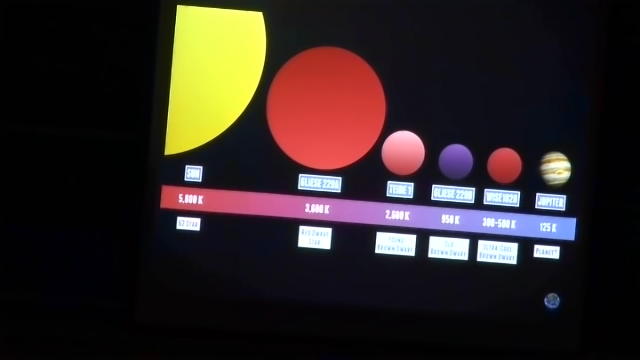 SUN
GLIESE 229A
TEIDE 1
GLIESE 229B
WISE1828
JUPITER
5,800 K
3,600 K
2,600 K
950 K
300-500 K
125 K
G2 STAR
RED DWARF
STAR
YOUNG
BROWN DWARF
OLD
BROWN DWARF
ULTRA-COOL
BROWN DWARF
PLANET